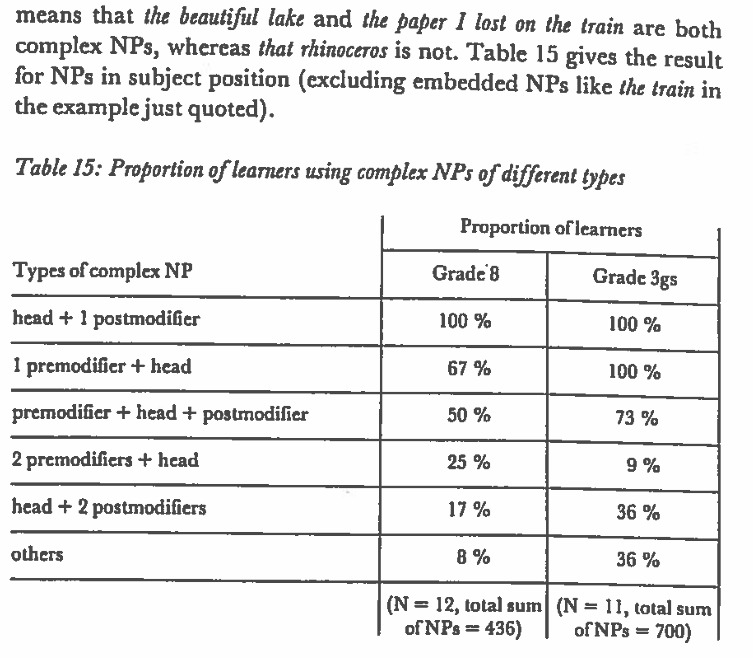 means that the beautiful lake and the paper I lost on the train are both
complex NPs, whereas that rhinoceros is not. Table 15 gives the result
for NPs in subject position (excluding embedded NPs like the train in
the example just quoted).
Table 15: Proportion of learners using complex NPs of different types
Proportion of learners
Types of complex NP Grade 8 Grade 3gs
head + 1 postmodifier 100 % 100 %
1 premodifier + head 67 % 100 %
premodifier + head + postmodifier 50 % 73 %
2 premodifiers + head 25 % 9 %
head + 2 postmodifiers 17 % 36 %
others 8 % 36 %
(N = 12, total sum (N = 11, total sum
of NPs = 436) of NPs = 700)